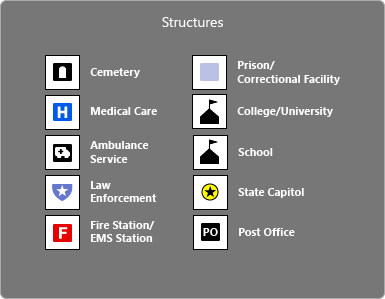 Structures
Cemetery
H
Medical Care
Ambulance
Service
Law
Enforcement
F
Fire Station/
EMS Station
Prison/
Correctional Facility
College/University
School
State Capitol
PO
Post Office